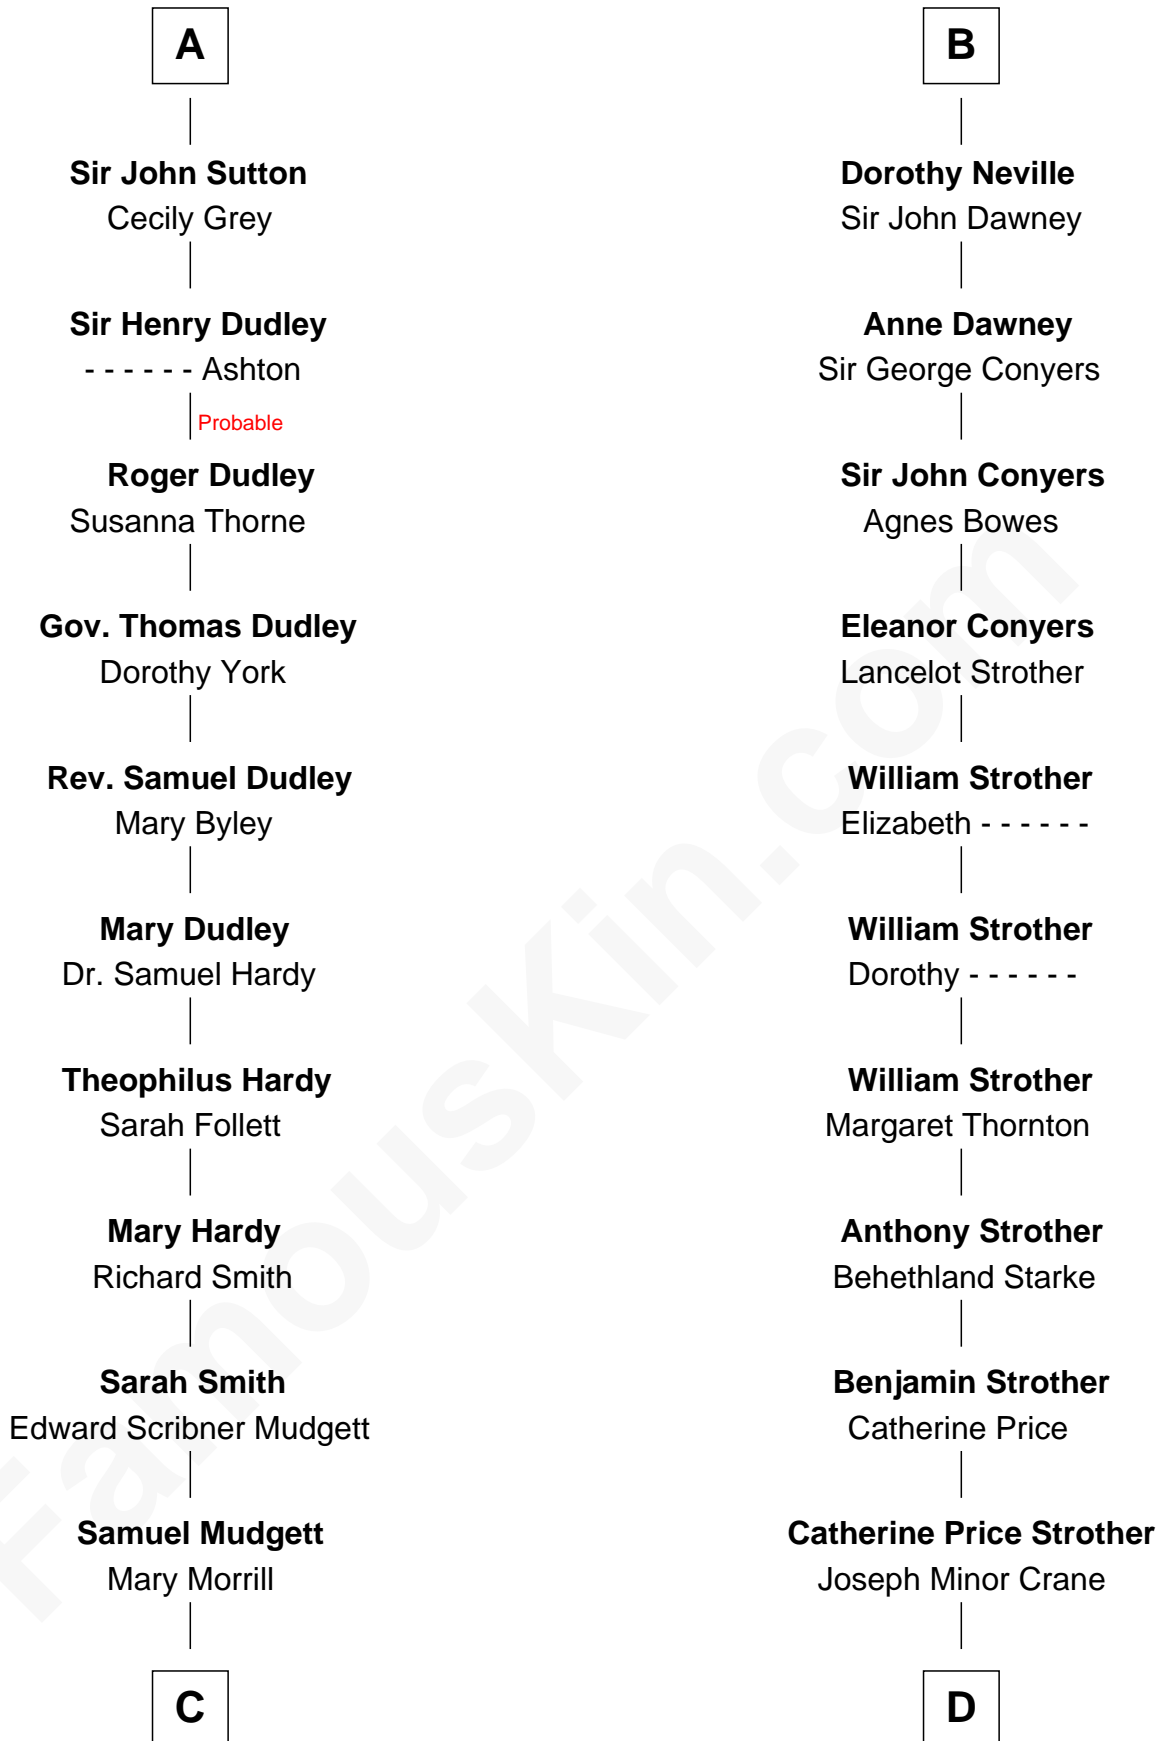 A
Sir John Sutton
Cecily Grey
Sir Henry Dudley
- - - - - - Ashton
Probable
Roger Dudley
Susanna Thorne
Gov. Thomas Dudley
Dorothy York
Rev. Samuel Dudley
Mary Byley
Mary Dudley
Dr. Samuel Hardy
Theophilus Hardy
Sarah Follett
Mary Hardy
Richard Smith
Sarah Smith
Edward Scribner Mudgett
Samuel Mudgett
Mary Morrill
C
B
Dorothy Neville
Sir John Dawney
Anne Dawney
Sir George Conyers
Sir John Conyers
Agnes Bowes
Eleanor Conyers
Lancelot Strother
William Strother
Elizabeth - - - - - -
William Strother
Dorothy - - - - - -
William Strother
Margaret Thornton
Anthony Strother
Behethland Starke
Benjamin Strother
Catherine Price
Catherine Price Strother
Joseph Minor Crane
D
FamousKin.com